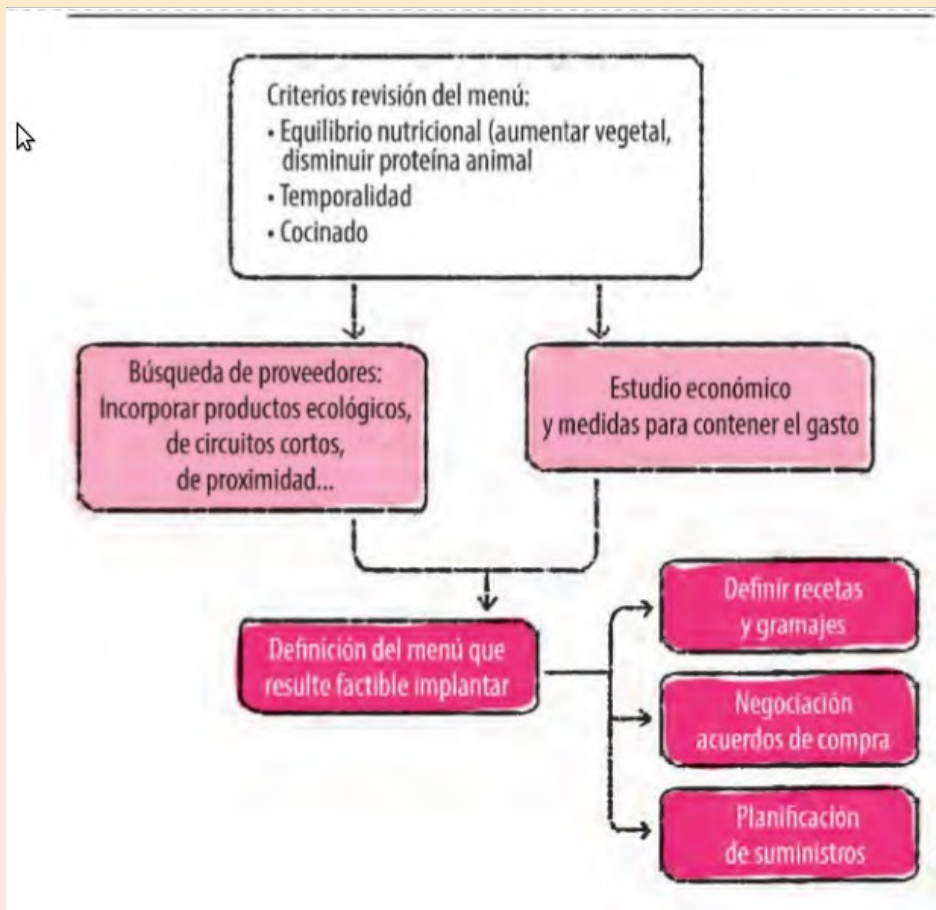 Criterios revisión del menú:
• Equilibrio nutricional (aumentar vegetal,
disminuir proteína animal
• Temporalidad
• Cocinado
Búsqueda de proveedores:
Incorporar productos ecológicos,
de circuitos cortos,
de proximidad...
Estudio económico
y medidas para contener el gasto
Definición del menú que
resulte factible implantar
Definir recetas
y gramajes
Negociación
acuerdos de compra
Planificación
de suministros